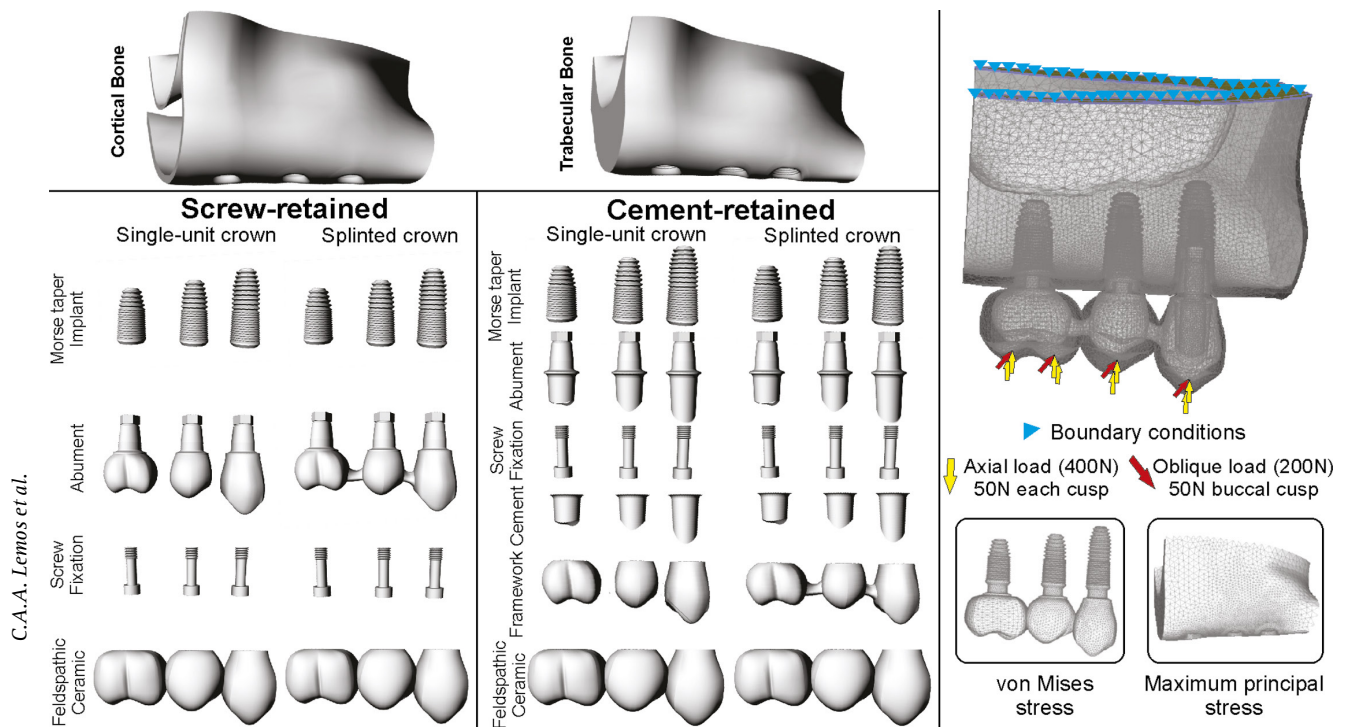 Cortical Bone
Trabecular Bone
Screw-retained
Single-unit crown
Splinted crown
Morse taper
Implant
Abument
Screw
Fixation
Feldspathic
Ceramic
Cement-retained
Single-unit crown
Splinted crown
Morse taper
Implant
Abument
Screw
Fixation
Cement
Framework
Feldspathic
Ceramic
Boundary conditions
Axial load (400N)
50N each cusp
Oblique load (200N)
50N buccal cusp
von Mises
stress
Maximum principal
stress
C.A.A. Lemos et al.